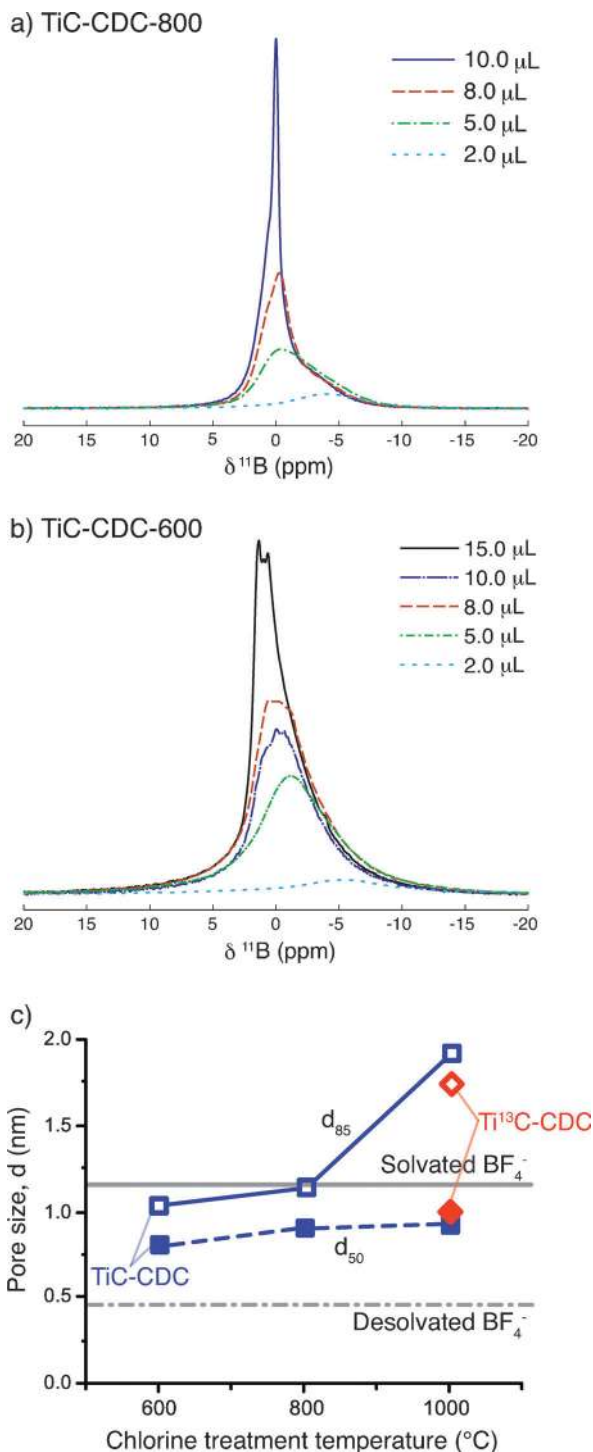 a) TiC-CDC-800
10.0 μL
8.0 μL
5.0 μL
2.0 μL
20 15 10 5 0 -5 -10 -15 -20
δ ¹¹B (ppm)
b) TiC-CDC-600
15.0 μL
10.0 μL
8.0 μL
5.0 μL
2.0 μL
20 15 10 5 0 -5 -10 -15 -20
δ ¹¹B (ppm)
c)
2.0
1.5
1.0
0.5
0.0
Pore size, d (nm)
d₈₅
Ti¹³C-CDC
Solvated BF₄⁻
d₅₀
TiC-CDC
Desolvated BF₄⁻
600 800 1000
Chlorine treatment temperature (°C)